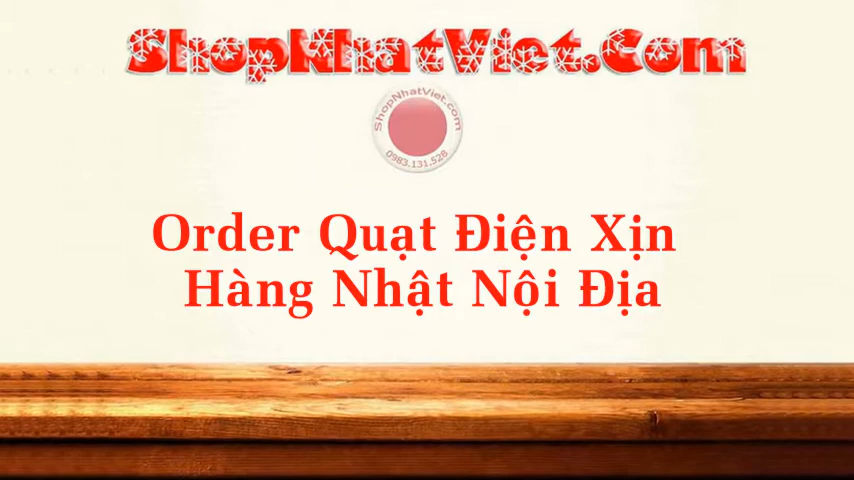 ShopNhatViet.Com
ShopNhatViet.com
0983.131.528
Order Quạt Điện Xịn
Hàng Nhật Nội Địa